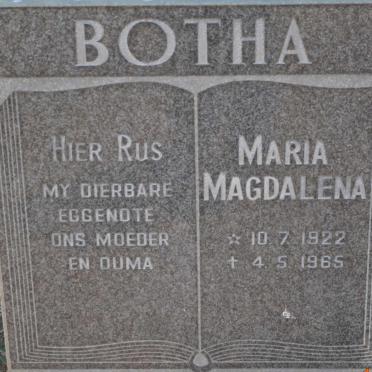 BOTHA
HIER RUS
MY DIERBARE
EGGENOTE
ONS MOEDER
EN OUMA
MARIA
MAGDALENA
☆ 10.7.1922
✝ 4.5.1985